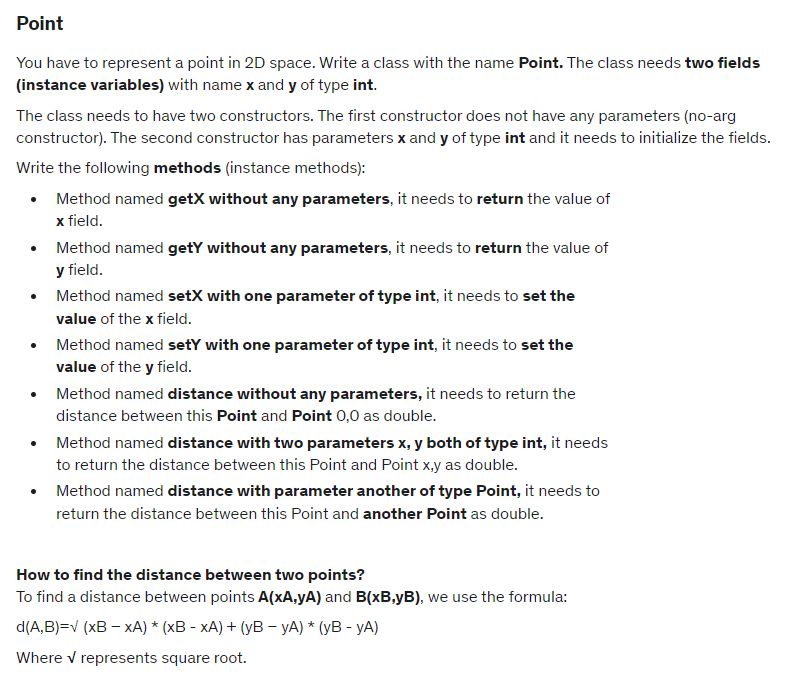 Point
You have to represent a point in 2D space. Write a class with the name Point. The class needs two fields
(instance variables) with name x and y of type int.
The class needs to have two constructors. The first constructor does not have any parameters (no-arg
constructor). The second constructor has parameters x and y of type int and it needs to initialize the fields.
Write the following methods (instance methods):
• Method named getX without any parameters, it needs to return the value of
x field.
• Method named getY without any parameters, it needs to return the value of
y field.
• Method named setX with one parameter of type int, it needs to set the
value of the x field.
• Method named setY with one parameter of type int, it needs to set the
value of the y field.
• Method named distance without any parameters, it needs to return the
distance between this Point and Point 0,0 as double.
• Method named distance with two parameters x, y both of type int, it needs
to return the distance between this Point and Point x,y as double.
• Method named distance with parameter another of type Point, it needs to
return the distance between this Point and another Point as double.
How to find the distance between two points?
To find a distance between points A(xA,yA) and B(xB,yB), we use the formula:
d(A,B)=√ (xB − xA) * (xB - xA) + (yB − yA) * (yB - yA)
Where √ represents square root.